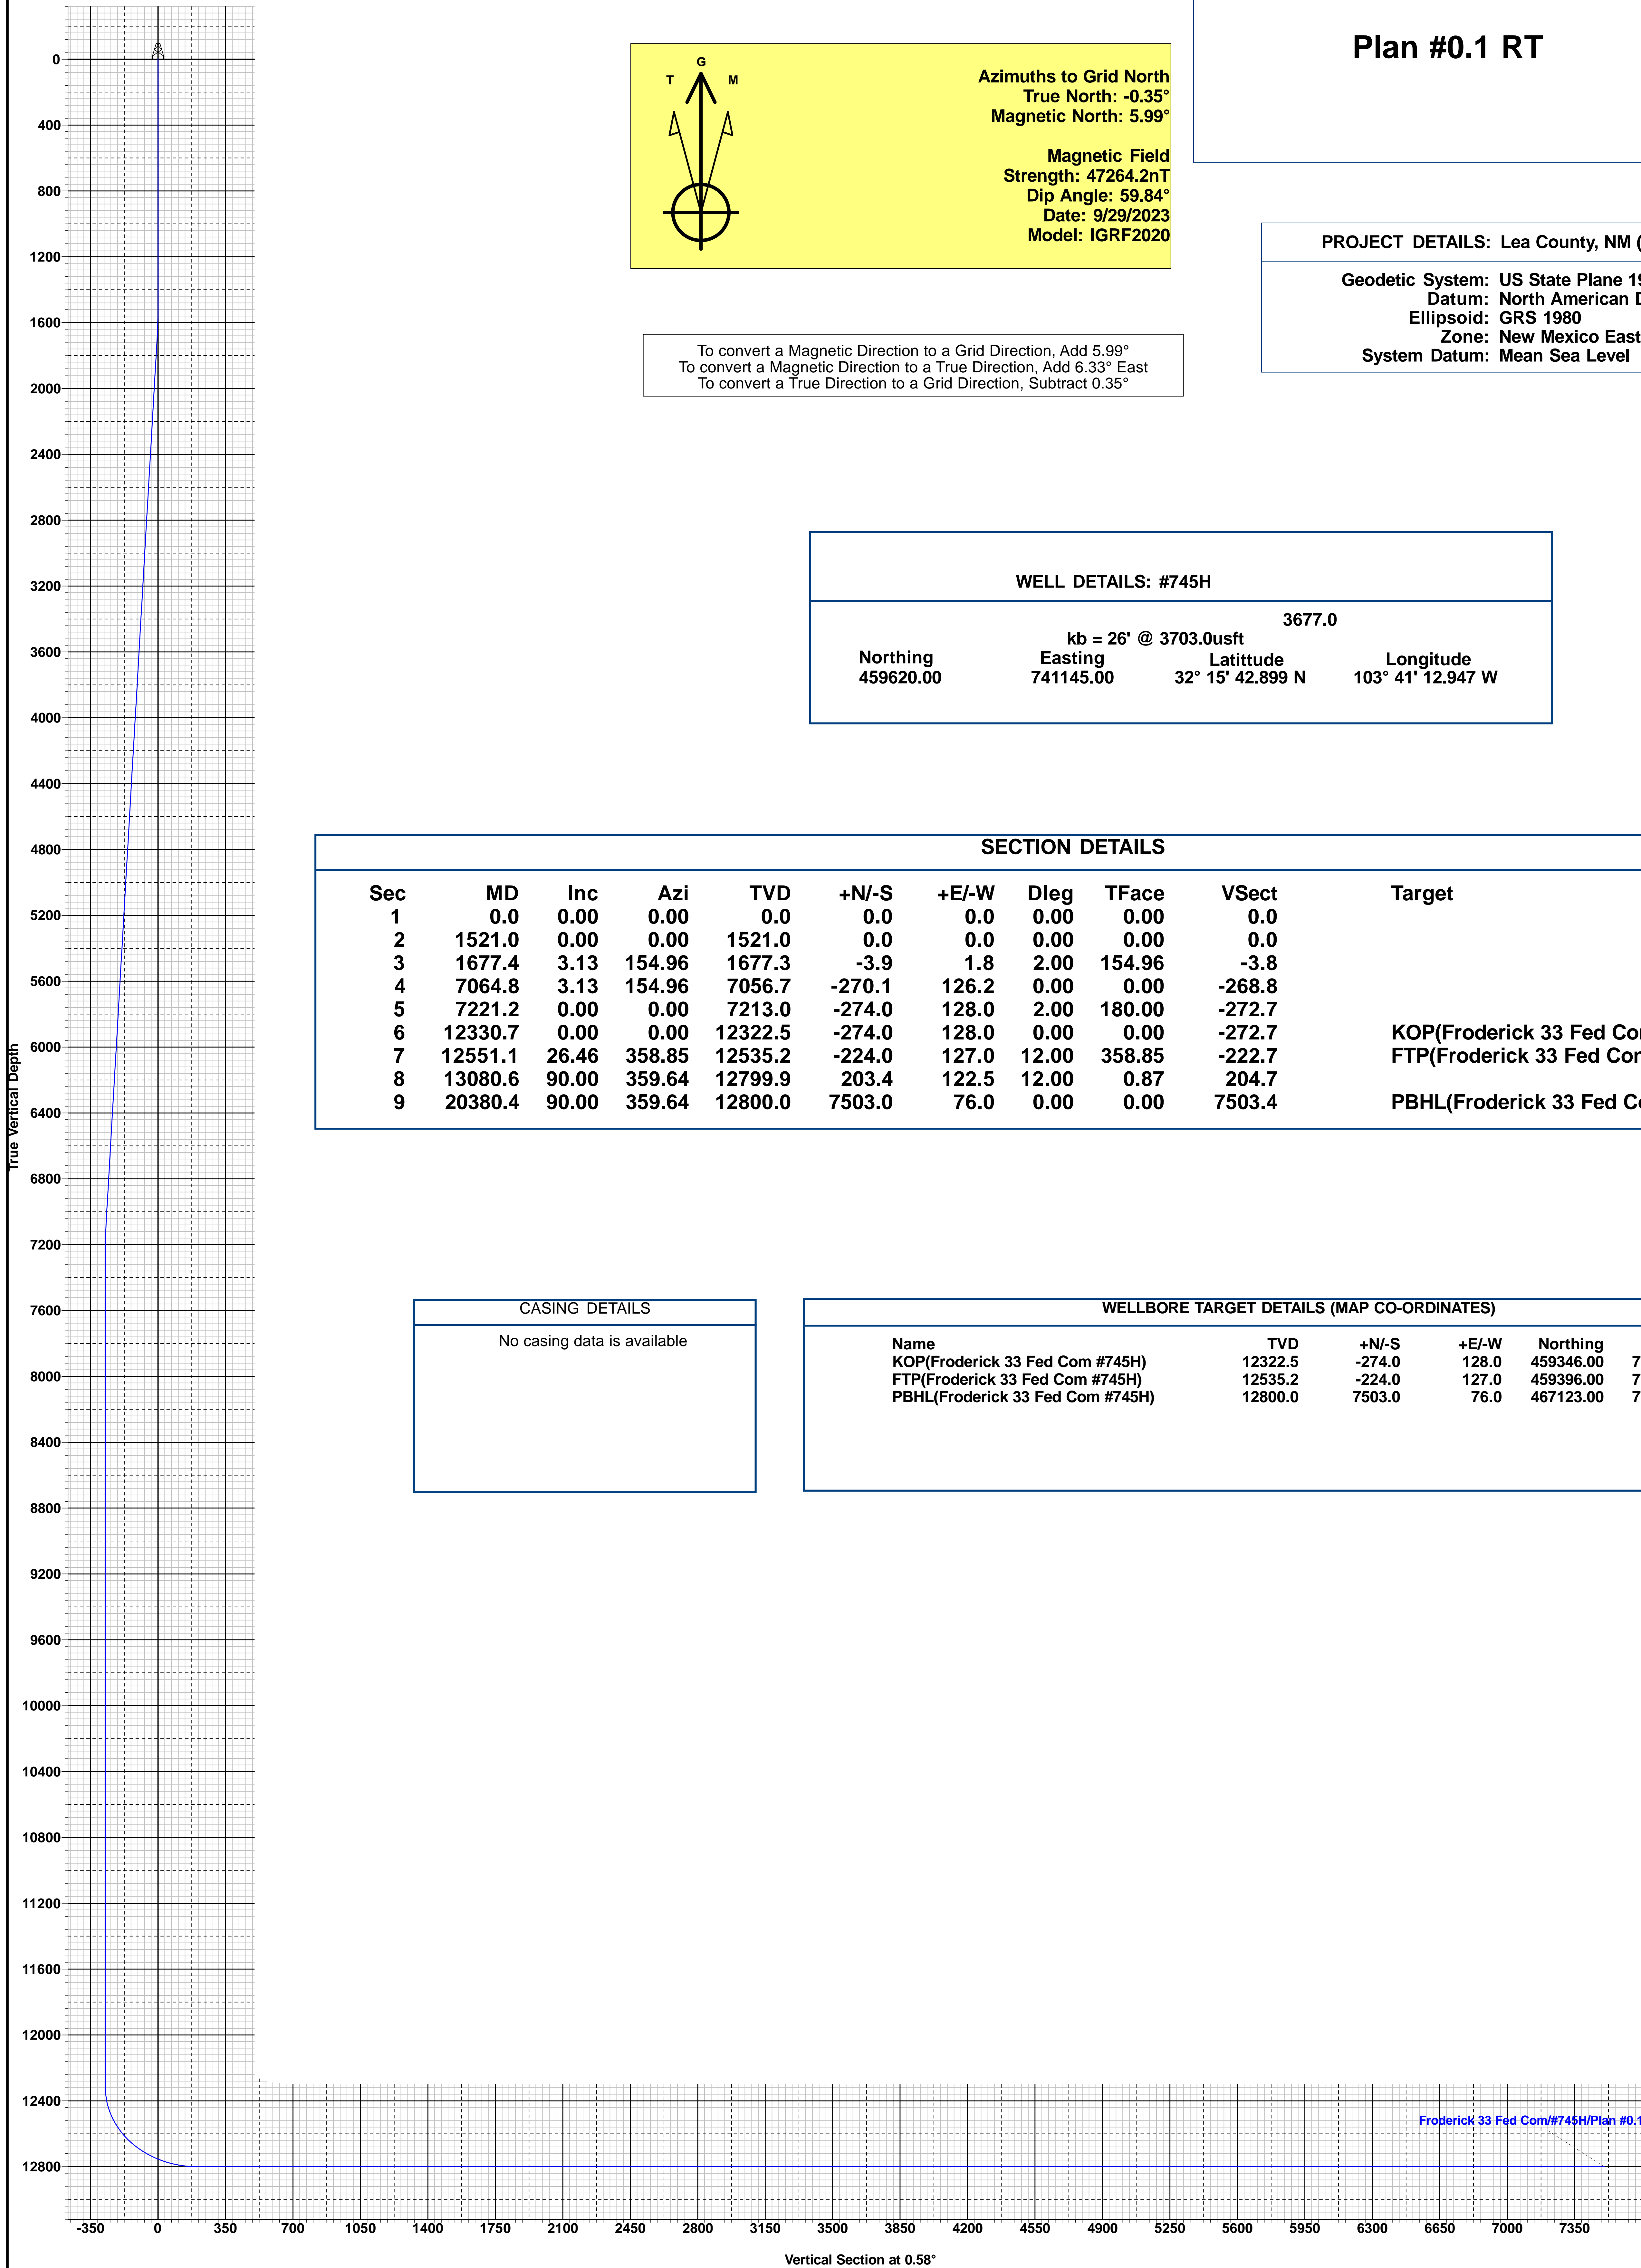 Plan #0.1 RT
G
T M
Azimuths to Grid North
True North: -0.35°
Magnetic North: 5.99°
Magnetic Field
Strength: 47264.2nT
Dip Angle: 59.84°
Date: 9/29/2023
Model: IGRF2020
PROJECT DETAILS: Lea County, NM (
Geodetic System: US State Plane 19
Datum: North American D
Ellipsoid: GRS 1980
Zone: New Mexico East
System Datum: Mean Sea Level
To convert a Magnetic Direction to a Grid Direction, Add 5.99°
To convert a Magnetic Direction to a True Direction, Add 6.33° East
To convert a True Direction to a Grid Direction, Subtract 0.35°
WELL DETAILS: #745H
3677.0
kb = 26' @ 3703.0usft
Northing Easting Latittude Longitude
459620.00 741145.00 32° 15' 42.899 N 103° 41' 12.947 W
SECTION DETAILS
Sec MD Inc Azi TVD +N/-S +E/-W Dleg TFace VSect Target
1 0.0 0.00 0.00 0.0 0.0 0.0 0.00 0.00 0.0
2 1521.0 0.00 0.00 1521.0 0.0 0.0 0.00 0.00 0.0
3 1677.4 3.13 154.96 1677.3 -3.9 1.8 2.00 154.96 -3.8
4 7064.8 3.13 154.96 7056.7 -270.1 126.2 0.00 0.00 -268.8
5 7221.2 0.00 0.00 7213.0 -274.0 128.0 2.00 180.00 -272.7
6 12330.7 0.00 0.00 12322.5 -274.0 128.0 0.00 0.00 -272.7 KOP(Froderick 33 Fed Co
7 12551.1 26.46 358.85 12535.2 -224.0 127.0 12.00 358.85 -222.7 FTP(Froderick 33 Fed Co
8 13080.6 90.00 359.64 12799.9 203.4 122.5 12.00 0.87 204.7
9 20380.4 90.00 359.64 12800.0 7503.0 76.0 0.00 0.00 7503.4 PBHL(Froderick 33 Fed C
CASING DETAILS
No casing data is available
WELLBORE TARGET DETAILS (MAP CO-ORDINATES)
Name TVD +N/-S +E/-W Northing
KOP(Froderick 33 Fed Com #745H) 12322.5 -274.0 128.0 459346.00 7
FTP(Froderick 33 Fed Com #745H) 12535.2 -224.0 127.0 459396.00 7
PBHL(Froderick 33 Fed Com #745H) 12800.0 7503.0 76.0 467123.00 7
True Vertical Depth
0
400
800
1200
1600
2000
2400
2800
3200
3600
4000
4400
4800
5200
5600
6000
6400
6800
7200
7600
8000
8400
8800
9200
9600
10000
10400
10800
11200
11600
12000
12400
12800
Froderick 33 Fed Com/#745H/Plan #0.1
-350 0 350 700 1050 1400 1750 2100 2450 2800 3150 3500 3850 4200 4550 4900 5250 5600 5950 6300 6650 7000 7350
Vertical Section at 0.58°